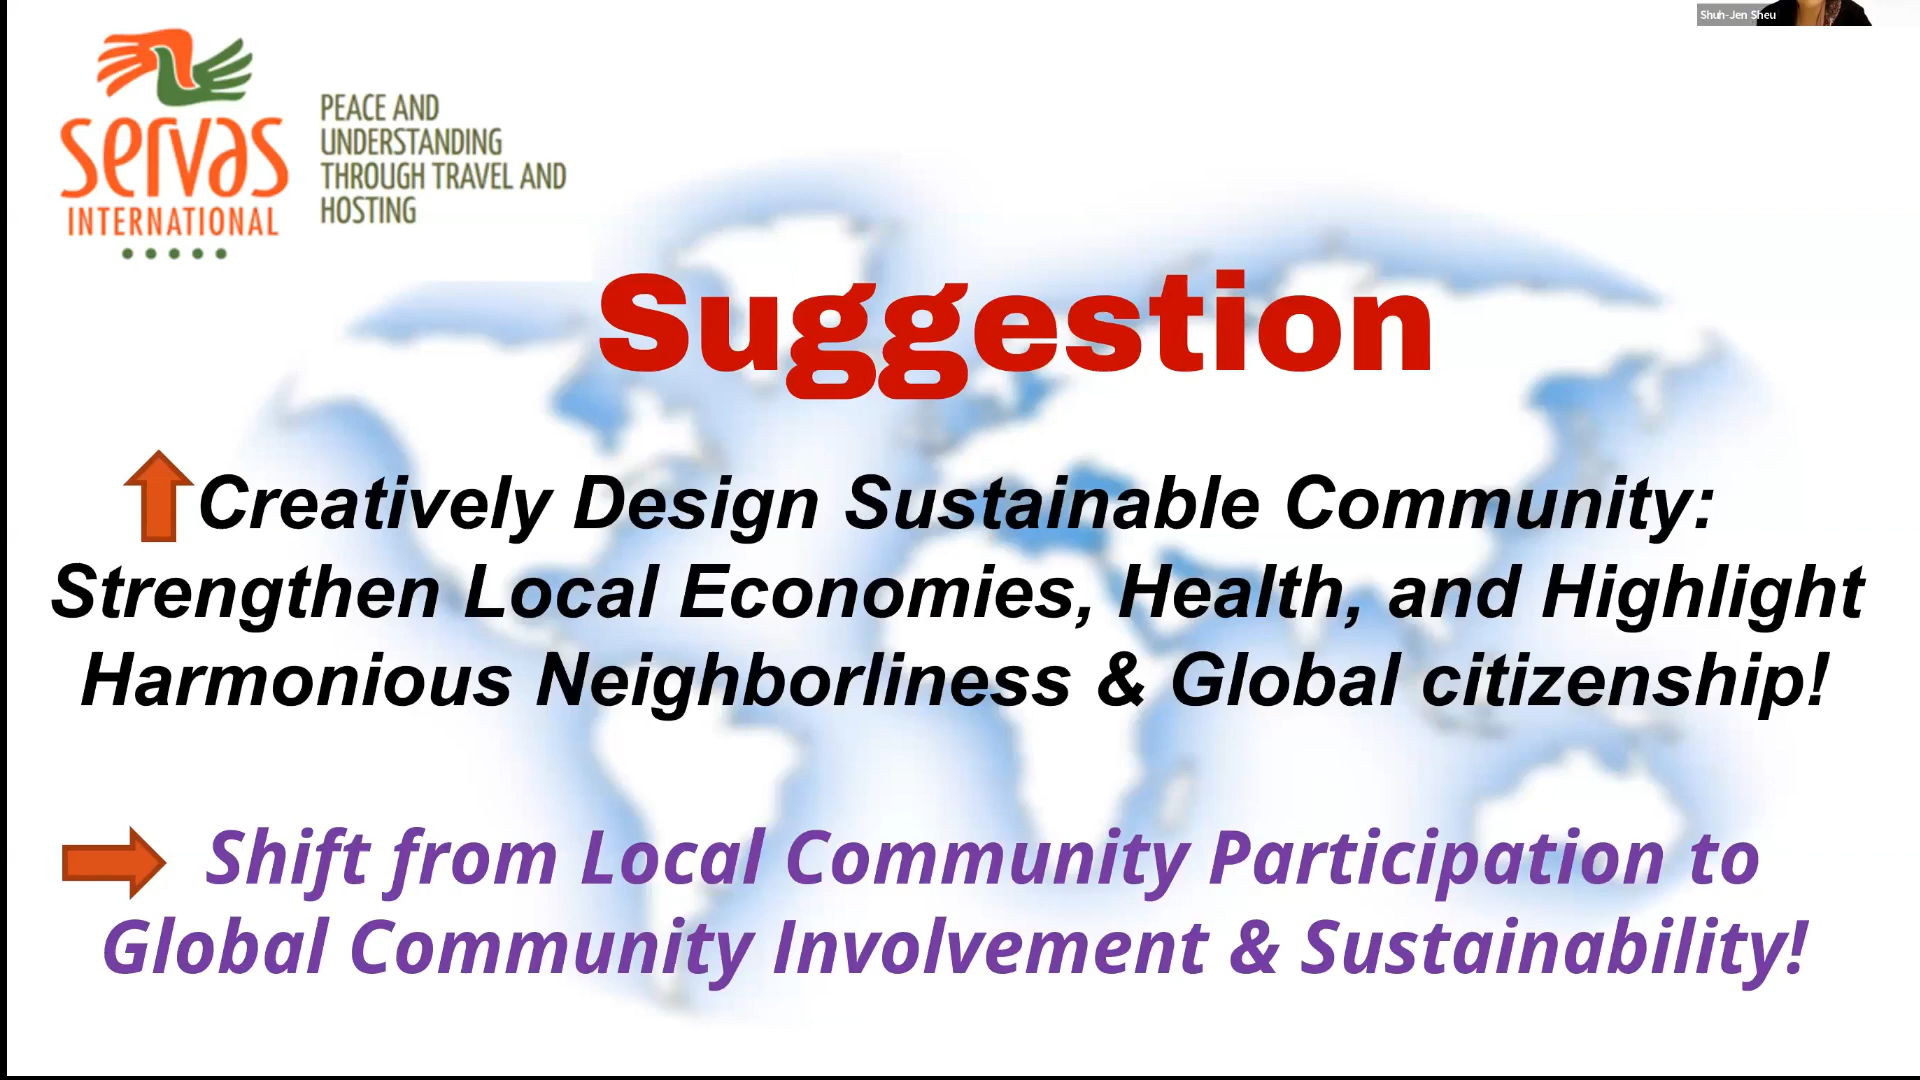 Shuh-Jen Sheu
servas
INTERNATIONAL
PEACE AND
UNDERSTANDING
THROUGH TRAVEL AND
HOSTING
Suggestion
Creatively Design Sustainable Community:
Strengthen Local Economies, Health, and Highlight
Harmonious Neighborliness & Global citizenship!
Shift from Local Community Participation to
Global Community Involvement & Sustainability!